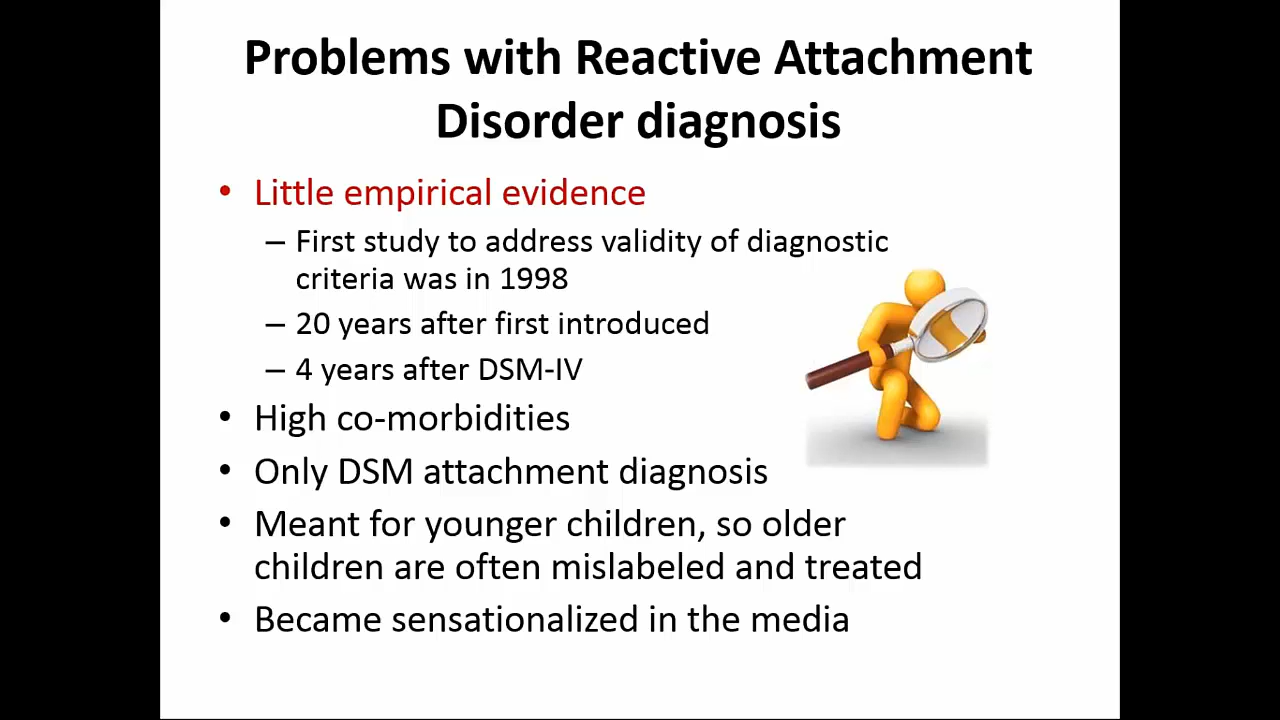 Problems with Reactive Attachment
Disorder diagnosis
• Little empirical evidence
– First study to address validity of diagnostic
criteria was in 1998
– 20 years after first introduced
– 4 years after DSM-IV
• High co-morbidities
• Only DSM attachment diagnosis
• Meant for younger children, so older
children are often mislabeled and treated
• Became sensationalized in the media